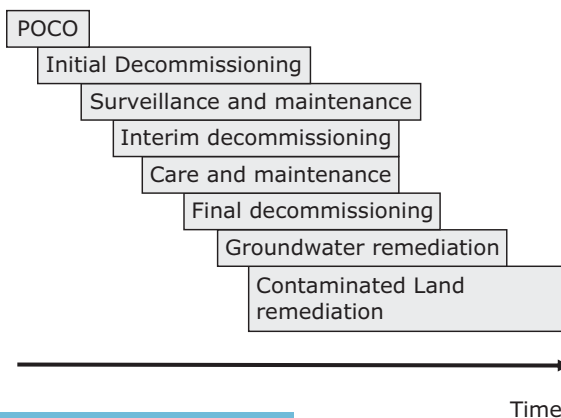 POCO
Initial Decommissioning
Surveillance and maintenance
Interim decommissioning
Care and maintenance
Final decommissioning
Groundwater remediation
Contaminated Land
remediation
Time